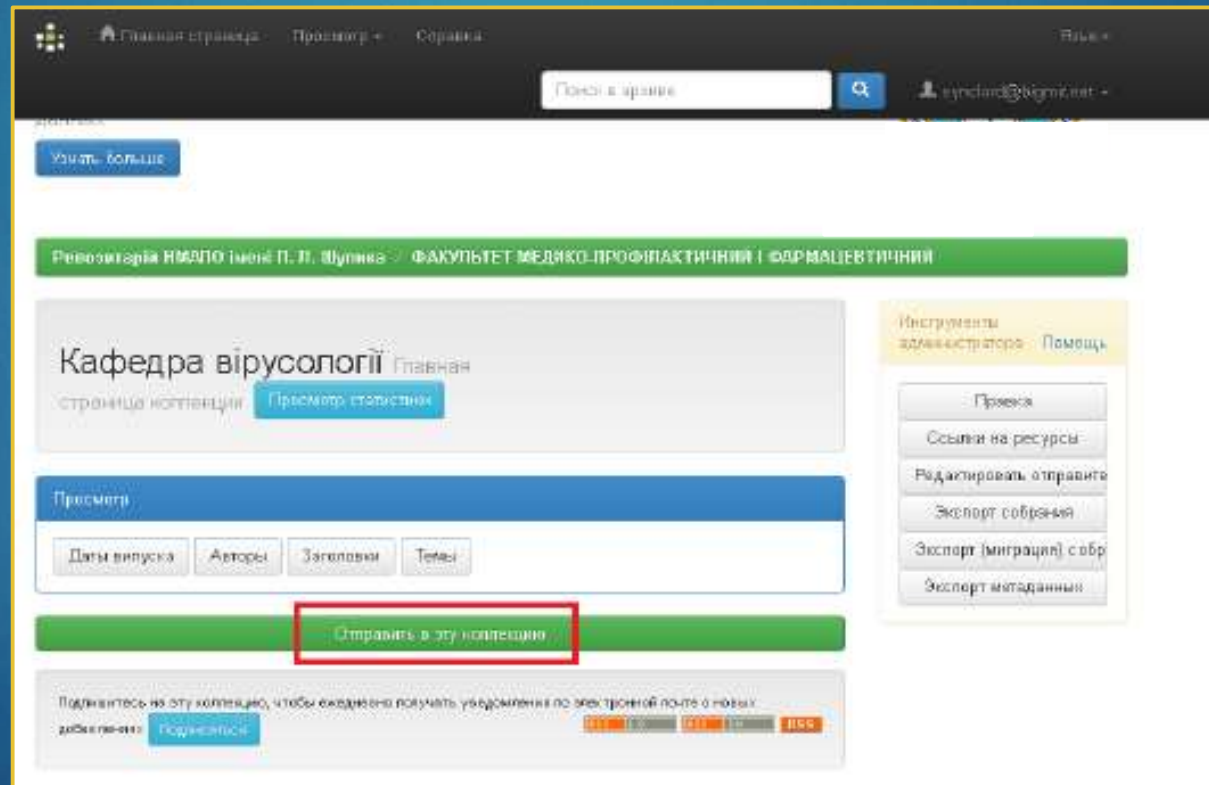 Главная страница Просмотр Справка Язык
Поиск в архиве
Узнать больше
Репозитарій НМАПО імені П. Л. Шупика / ФАКУЛЬТЕТ МЕДИКО-ПРОФІЛАКТИЧНИЙ І ФАРМАЦЕВТИЧНИЙ
Кафедра вірусології Главная
страница коллекции Просмотр статистики
Инструменты
администратора Помощь
Правка
Ссылки на ресурсы
Редактировать отправите
Экспорт собрания
Экспорт (миграция) с обр
Экспорт метаданных
Просмотр
Даты выпуска Авторы Заголовки Темы
Отправить в эту коллекцию
Подпишитесь на эту коллекцию, чтобы ежедневно получать уведомления по электронной почте о новых
добавлениях Подписаться RSS